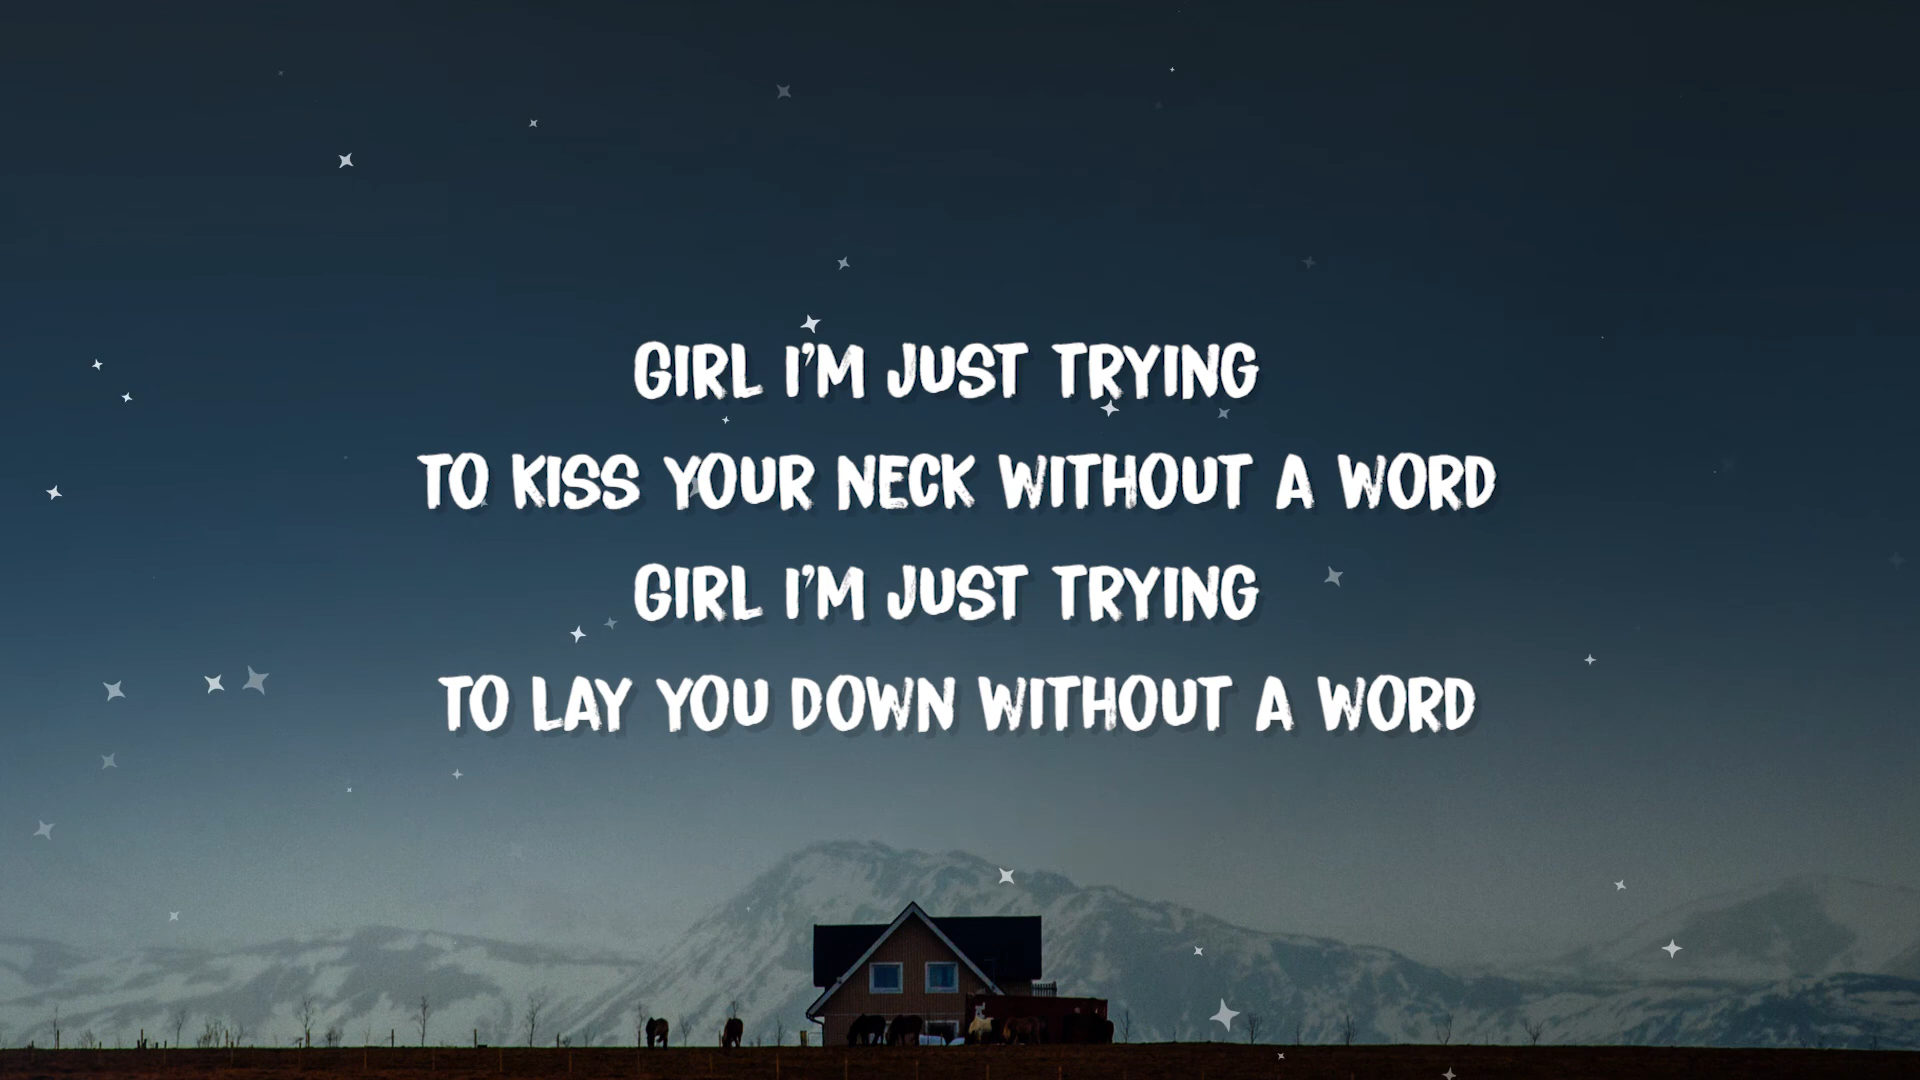 GIRL I'M JUST TRYING
TO KISS YOUR NECK WITHOUT A WORD
GIRL I'M JUST TRYING
TO LAY YOU DOWN WITHOUT A WORD